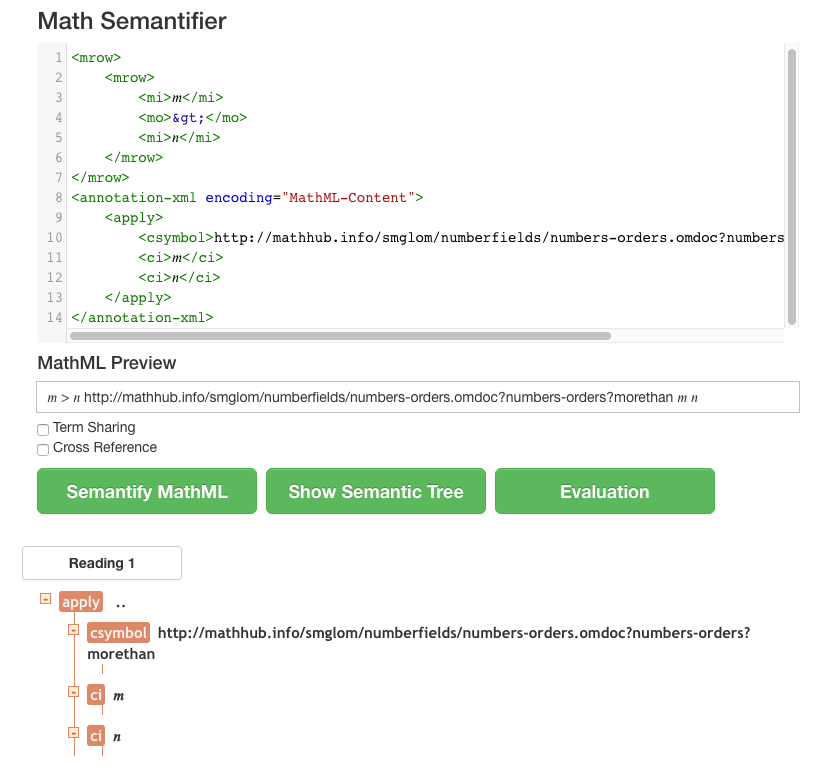 Math Semantifier
1 <mrow>
2 <mrow>
3 <mi>m</mi>
4 <mo>&gt;</mo>
5 <mi>n</mi>
6 </mrow>
7 </mrow>
8 <annotation-xml encoding="MathML-Content">
9 <apply>
10 <csymbol>http://mathhub.info/smglom/numberfields/numbers-orders.omdoc?numbers
11 <ci>m</ci>
12 <ci>n</ci>
13 </apply>
14 </annotation-xml>
MathML Preview
m > n http://mathhub.info/smglom/numberfields/numbers-orders.omdoc?numbers-orders?morethan m n
Term Sharing
Cross Reference
Semantify MathML Show Semantic Tree Evaluation
Reading 1
apply ..
csymbol http://mathhub.info/smglom/numberfields/numbers-orders.omdoc?numbers-orders?
morethan
ci m
ci n